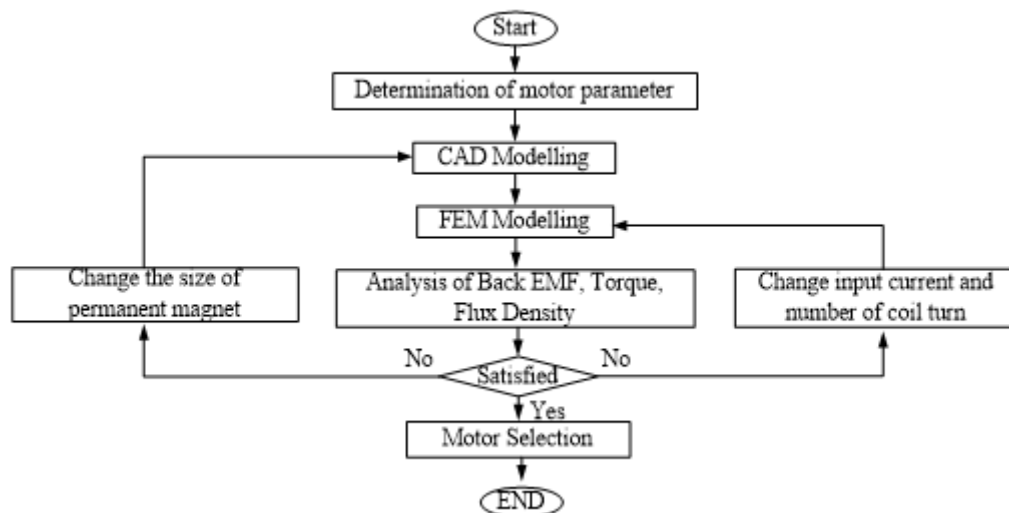 Start
Determination of motor parameter
CAD Modelling
FEM Modelling
Change the size of
permanent magnet
Analysis of Back EMF, Torque,
Flux Density
Change input current and
number of coil turn
No
Satisfied
No
Yes
Motor Selection
END